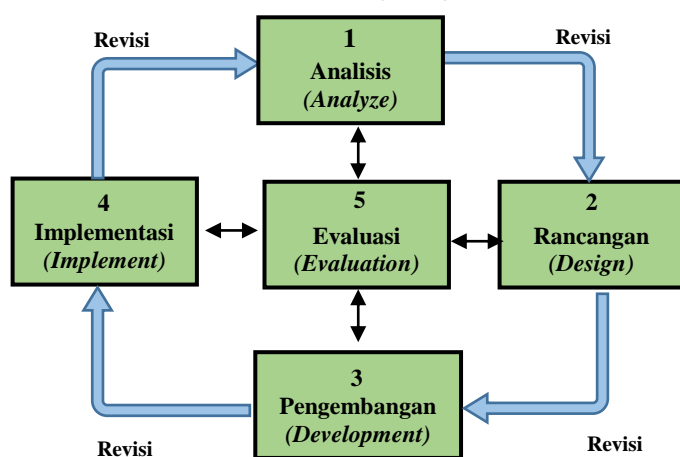 Revisi
1
Analisis
(Analyze)
Revisi
4
Implementasi
(Implement)
5
Evaluasi
(Evaluation)
2
Rancangan
(Design)
3
Pengembangan
(Development)
Revisi
Revisi